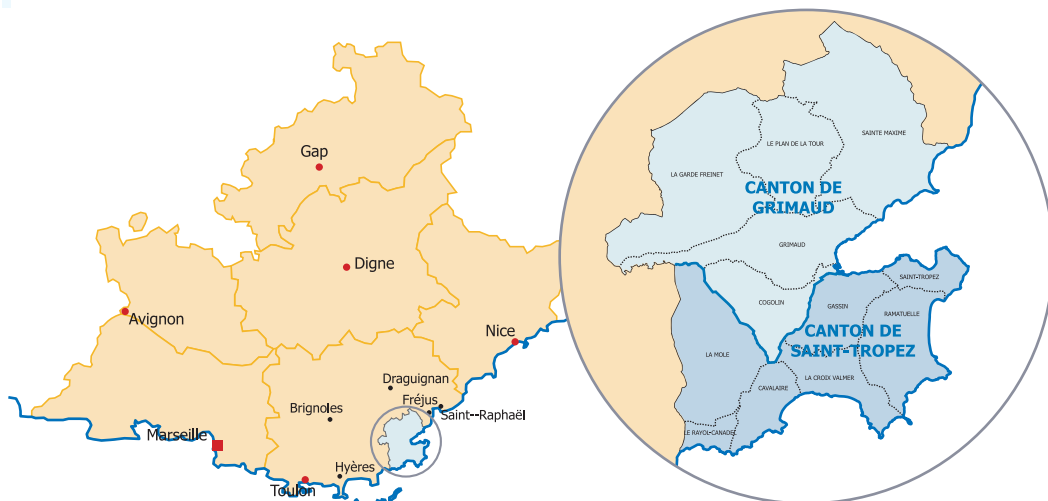 Gap
Digne
Avignon
Nice
Draguignan
Fréjus
Saint--Raphaël
Brignoles
Marseille
Hyères
Toulon
SAINTE MAXIME
LE PLAN DE LA TOUR
LA GARDE FREINET
CANTON DE
GRIMAUD
GRIMAUD
SAINT-TROPEZ
COGOLIN
GASSIN
RAMATUELLE
CANTON DE
SAINT-TROPEZ
LA MOLE
LA CROIX VALMER
CAVALAIRE
LE RAYOL-CANADEL